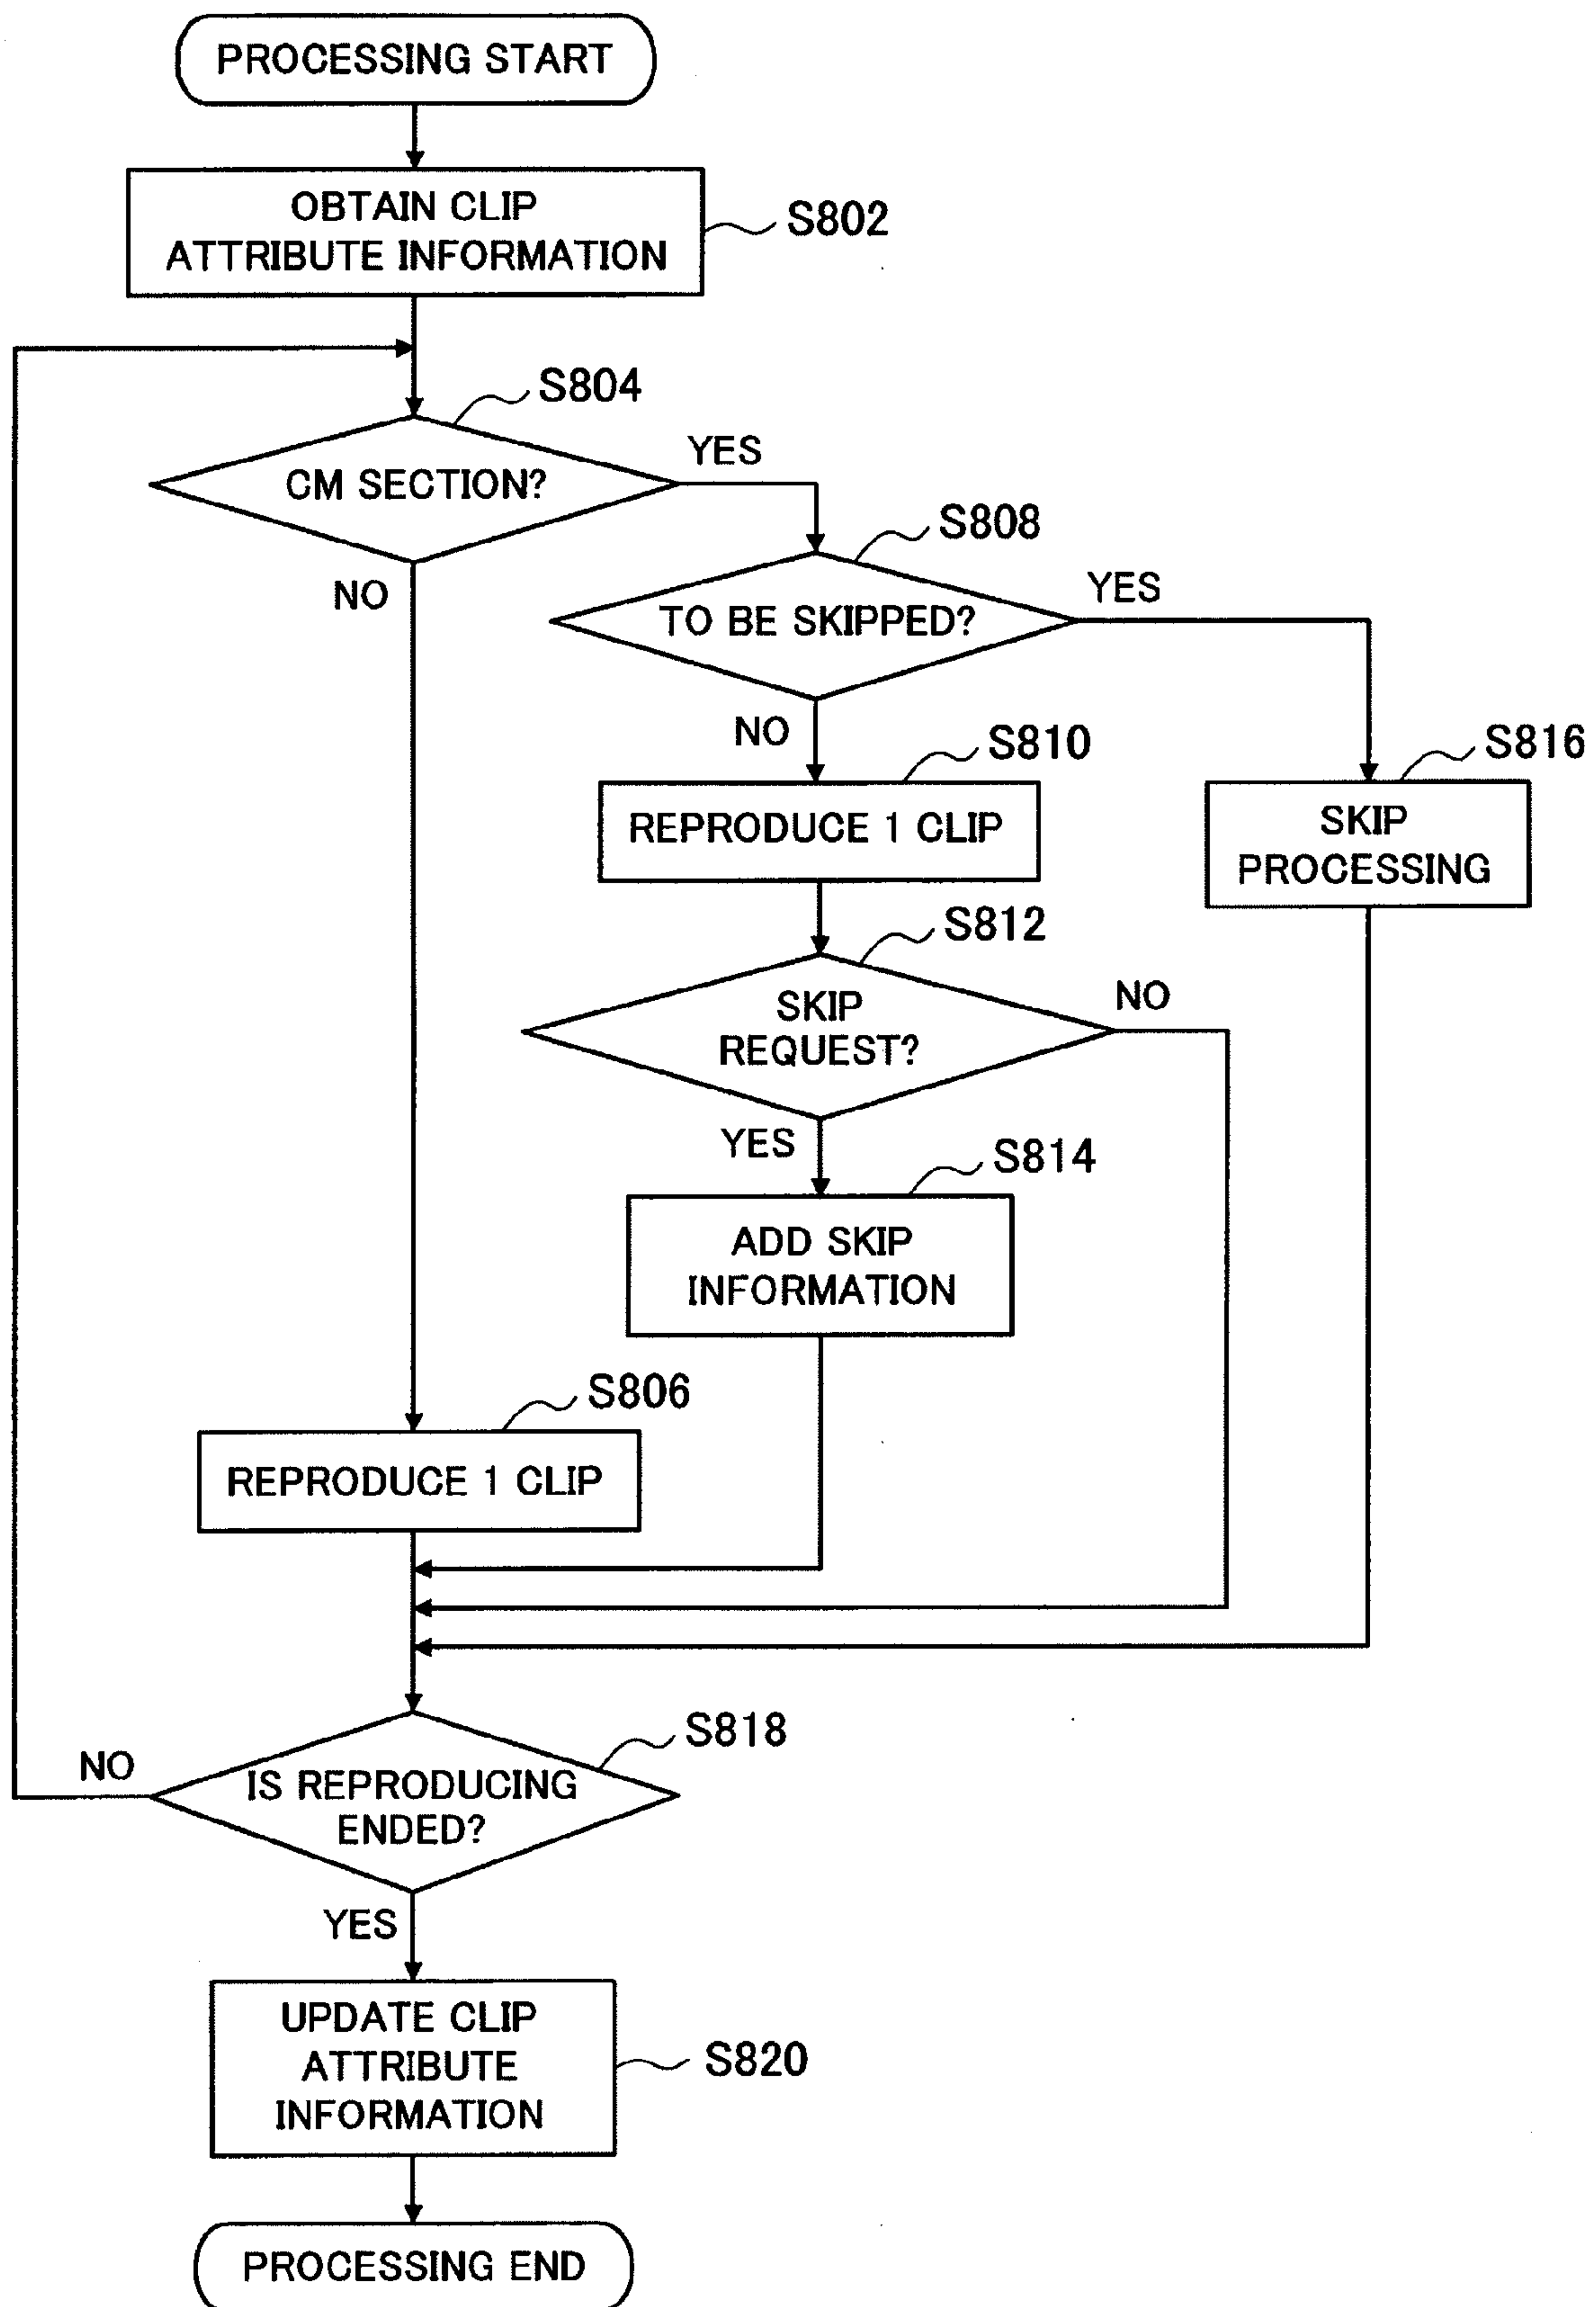 PROCESSING START
OBTAIN CLIP
ATTRIBUTE INFORMATION
S802
S804
CM SECTION?
YES
NO
S808
TO BE SKIPPED?
YES
NO
S810
REPRODUCE 1 CLIP
S816
SKIP
PROCESSING
S812
SKIP
REQUEST?
NO
YES
S814
ADD SKIP
INFORMATION
S806
REPRODUCE 1 CLIP
S818
IS REPRODUCING
ENDED?
NO
YES
UPDATE CLIP
ATTRIBUTE
INFORMATION
S820
PROCESSING END